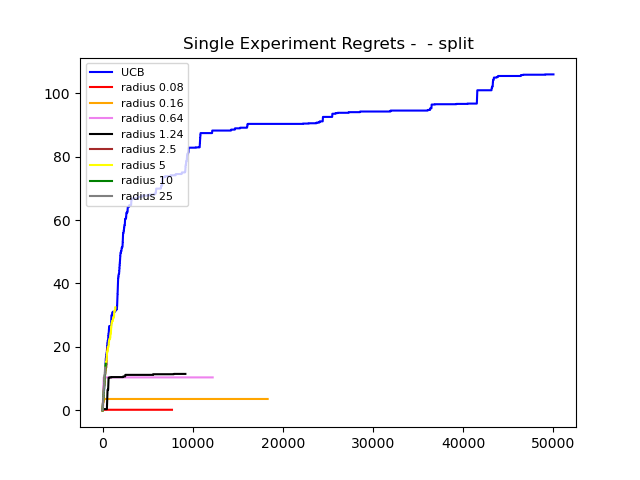 Single Experiment Regrets -  - split
UCB
radius 0.08
radius 0.16
radius 0.64
radius 1.24
radius 2.5
radius 5
radius 10
radius 25
100
80
60
40
20
0
0 10000 20000 30000 40000 50000